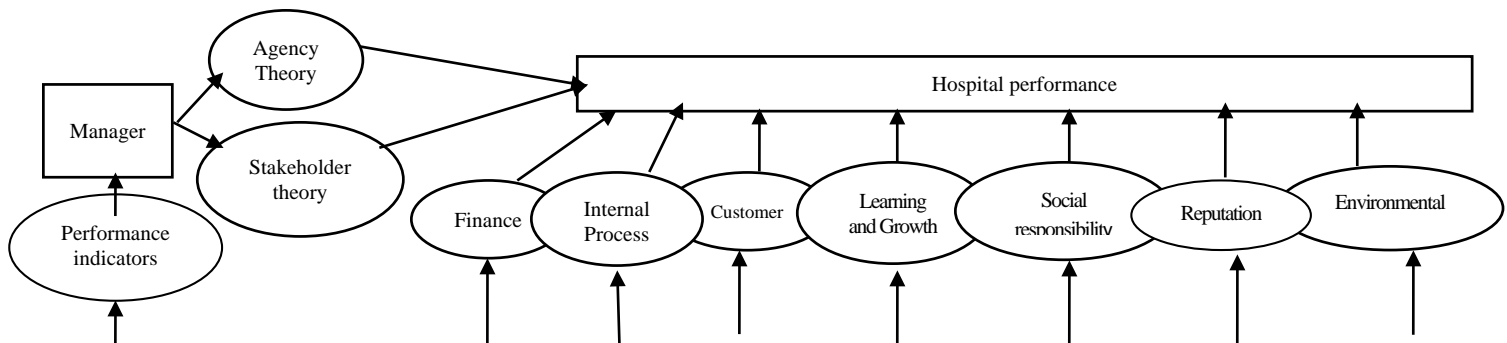 Agency
Theory
Hospital performance
Manager
Stakeholder
theory
Finance
Internal
Process
Customer
Learning
and Growth
Social
responsibility
Reputation
Environmental
Performance
indicators